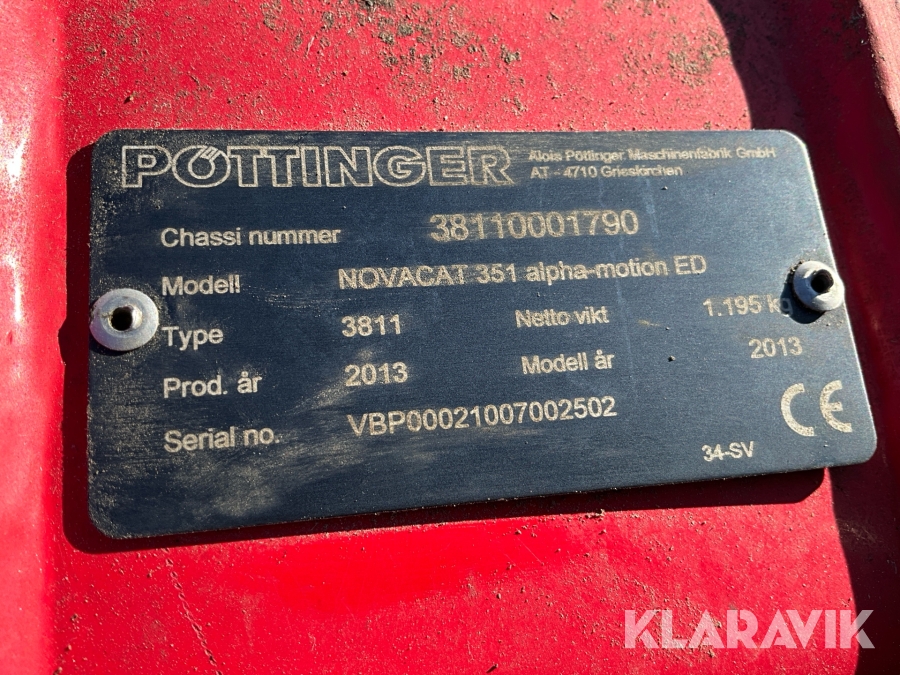 PÖTTINGER
Alois Pöttinger Maschinenfabrik GmbH
AT - 4710 Grieskirchen
Chassi nummer 38110001790
Modell NOVACAT 351 alpha-motion ED
Type 3811 Netto vikt 1.195 kg
Prod. år 2013 Modell år 2013
Serial no. VBP00021007002502
CE
34-SV
KLARAVIK